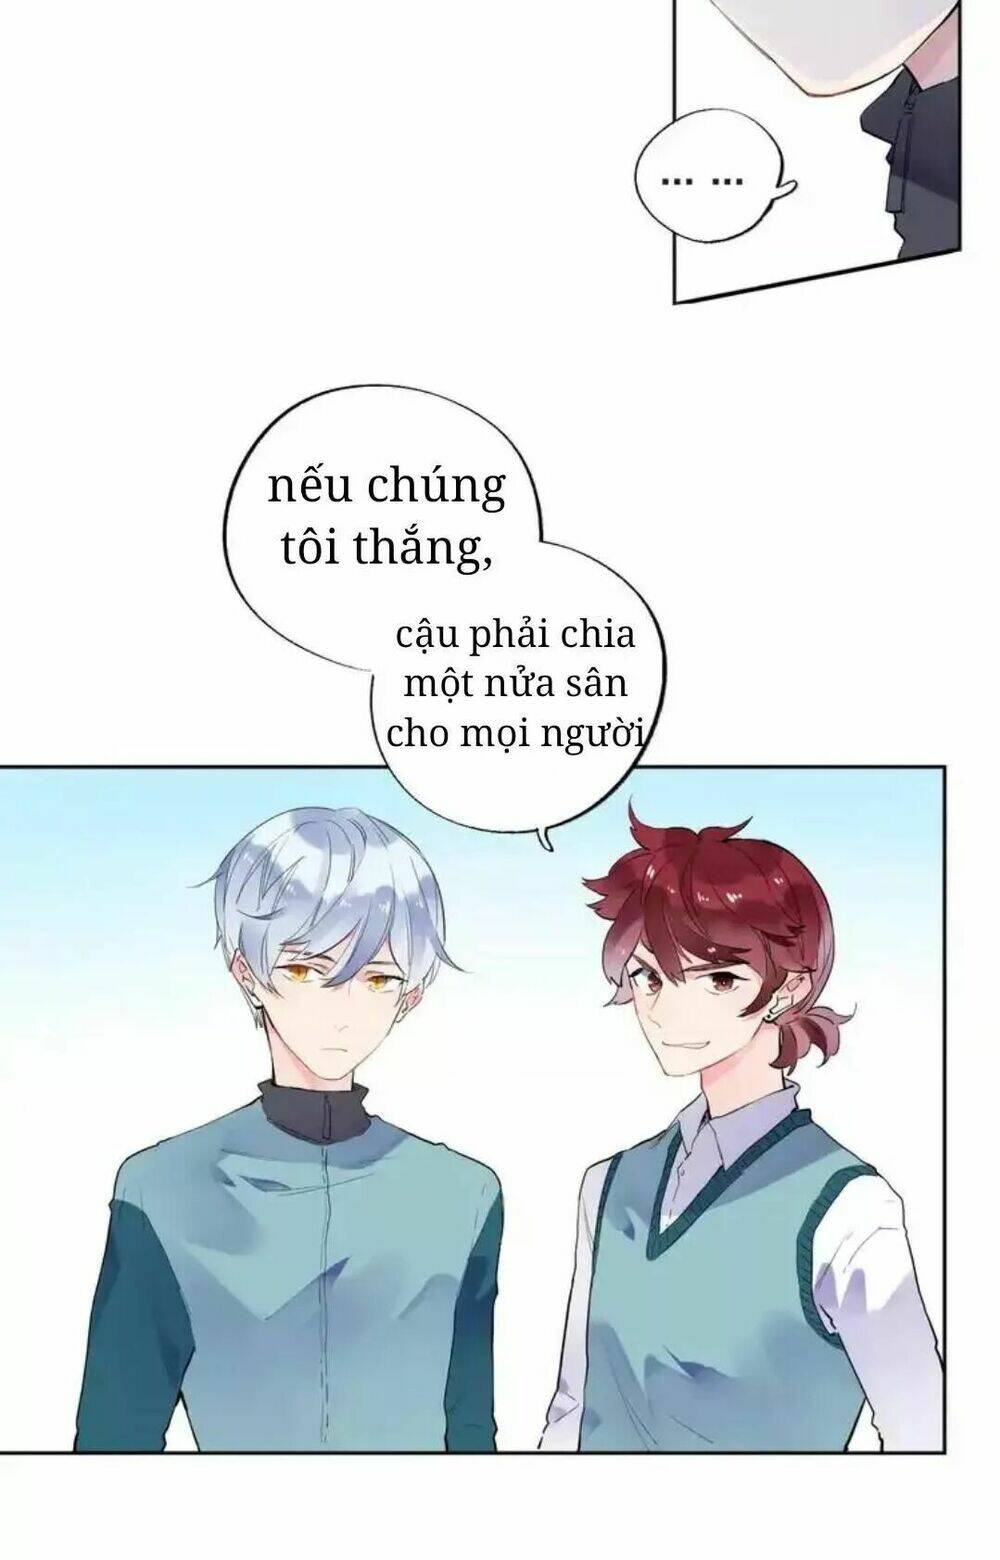 ... ...
nếu chúng
tôi thắng,
cậu phải chia
một nửa sân
cho mọi người